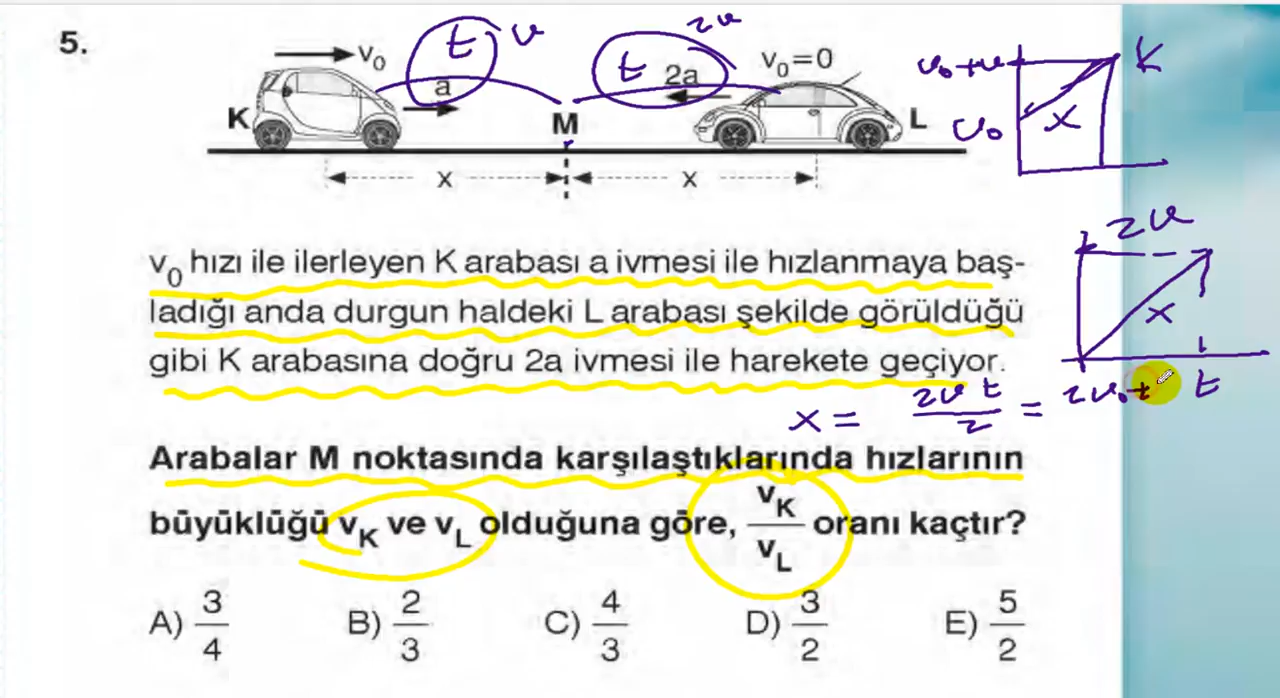 5.
K v₀ a t v M t 2v 2a v₀=0 L
x x
v₀+v K
v₀ x
2v
x
t
v₀ hızı ile ilerleyen K arabası a ivmesi ile hızlanmaya baş-
ladığı anda durgun haldeki L arabası şekilde görüldüğü
gibi K arabasına doğru 2a ivmesi ile harekete geçiyor.
x = 2v t / 2 = 2v₀+
Arabalar M noktasında karşılaştıklarında hızlarının
büyüklüğü vK ve vL olduğuna göre, vK/vL oranı kaçtır?
A) 3/4 B) 2/3 C) 4/3 D) 3/2 E) 5/2